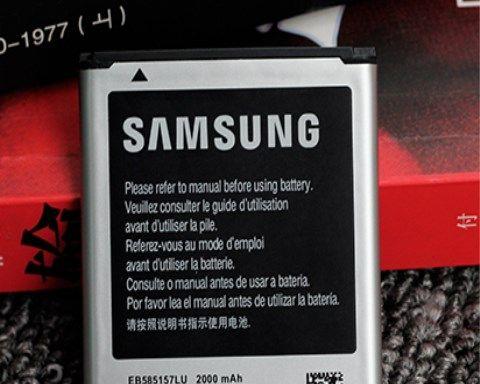 0-1977 (上)
SAMSUNG
Please refer to manual before using battery.
Veuillez consulter le guide d'utilisation
avant d'utiliser la pile.
Referez-vous au mode d'emploi
avant d'utiliser la batterie.
Consulte o manual antes de usar a bateria.
Por favor lea el manual antes de utilizar la batería.
请按照说明书指示使用电池.
EB585157LU 2000 mAh